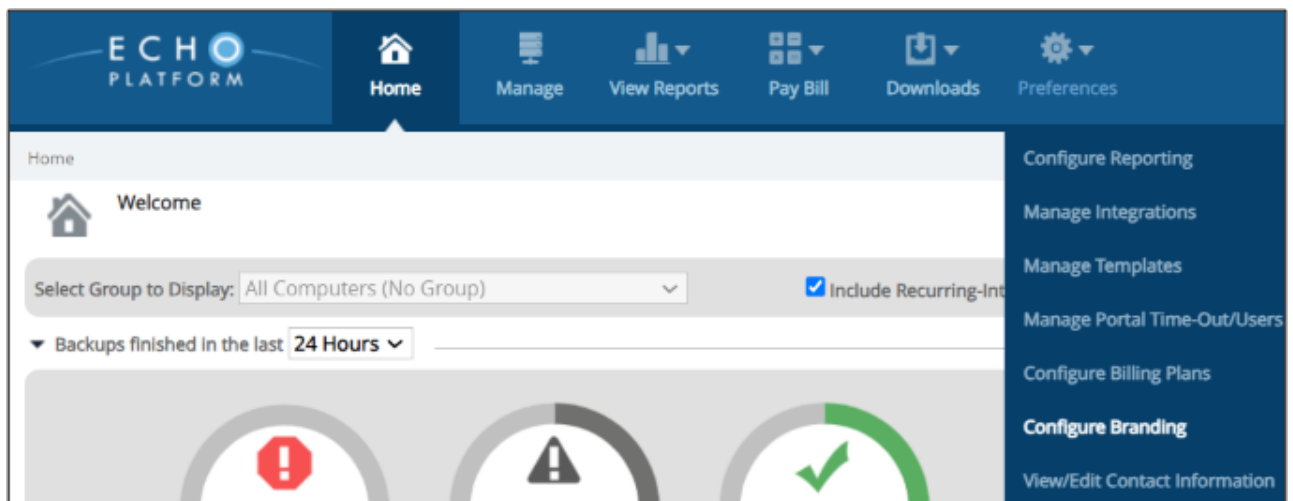 ECHO
PLATFORM
Home
Manage
View Reports
Pay Bill
Downloads
Preferences
Home
Welcome
Select Group to Display: All Computers (No Group)
Include Recurring-Int
Backups finished in the last 24 Hours
Configure Reporting
Manage Integrations
Manage Templates
Manage Portal Time-Out/Users
Configure Billing Plans
Configure Branding
View/Edit Contact Information